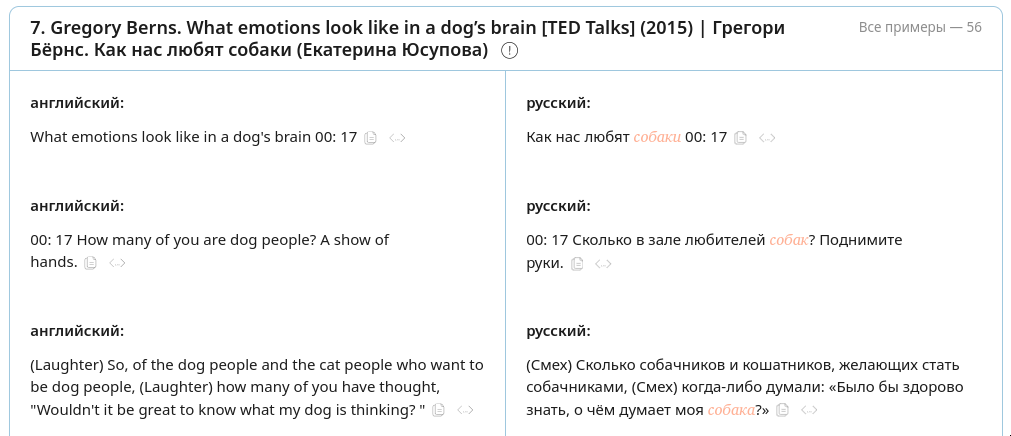 7. Gregory Berns. What emotions look like in a dog’s brain [TED Talks] (2015) | Грегори
Бёрнс. Как нас любят собаки (Екатерина Юсупова)
Все примеры — 56
английский:
What emotions look like in a dog's brain 00: 17
русский:
Как нас любят собаки 00: 17
английский:
00: 17 How many of you are dog people? A show of
hands.
русский:
00: 17 Сколько в зале любителей собак? Поднимите
руки.
английский:
(Laughter) So, of the dog people and the cat people who want to
be dog people, (Laughter) how many of you have thought,
"Wouldn't it be great to know what my dog is thinking? "
русский:
(Смех) Сколько собачников и кошатников, желающих стать
собачниками, (Смех) когда-либо думали: «Было бы здорово
знать, о чём думает моя собака?»